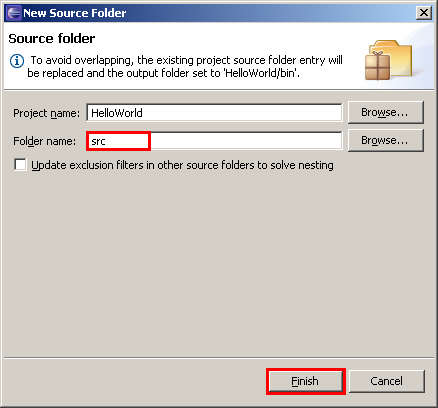 New Source Folder
Source folder
To avoid overlapping, the existing project source folder entry will
be replaced and the output folder set to 'HelloWorld/bin'.
Project name: HelloWorld Browse...
Folder name: src Browse...
Update exclusion filters in other source folders to solve nesting
Finish Cancel